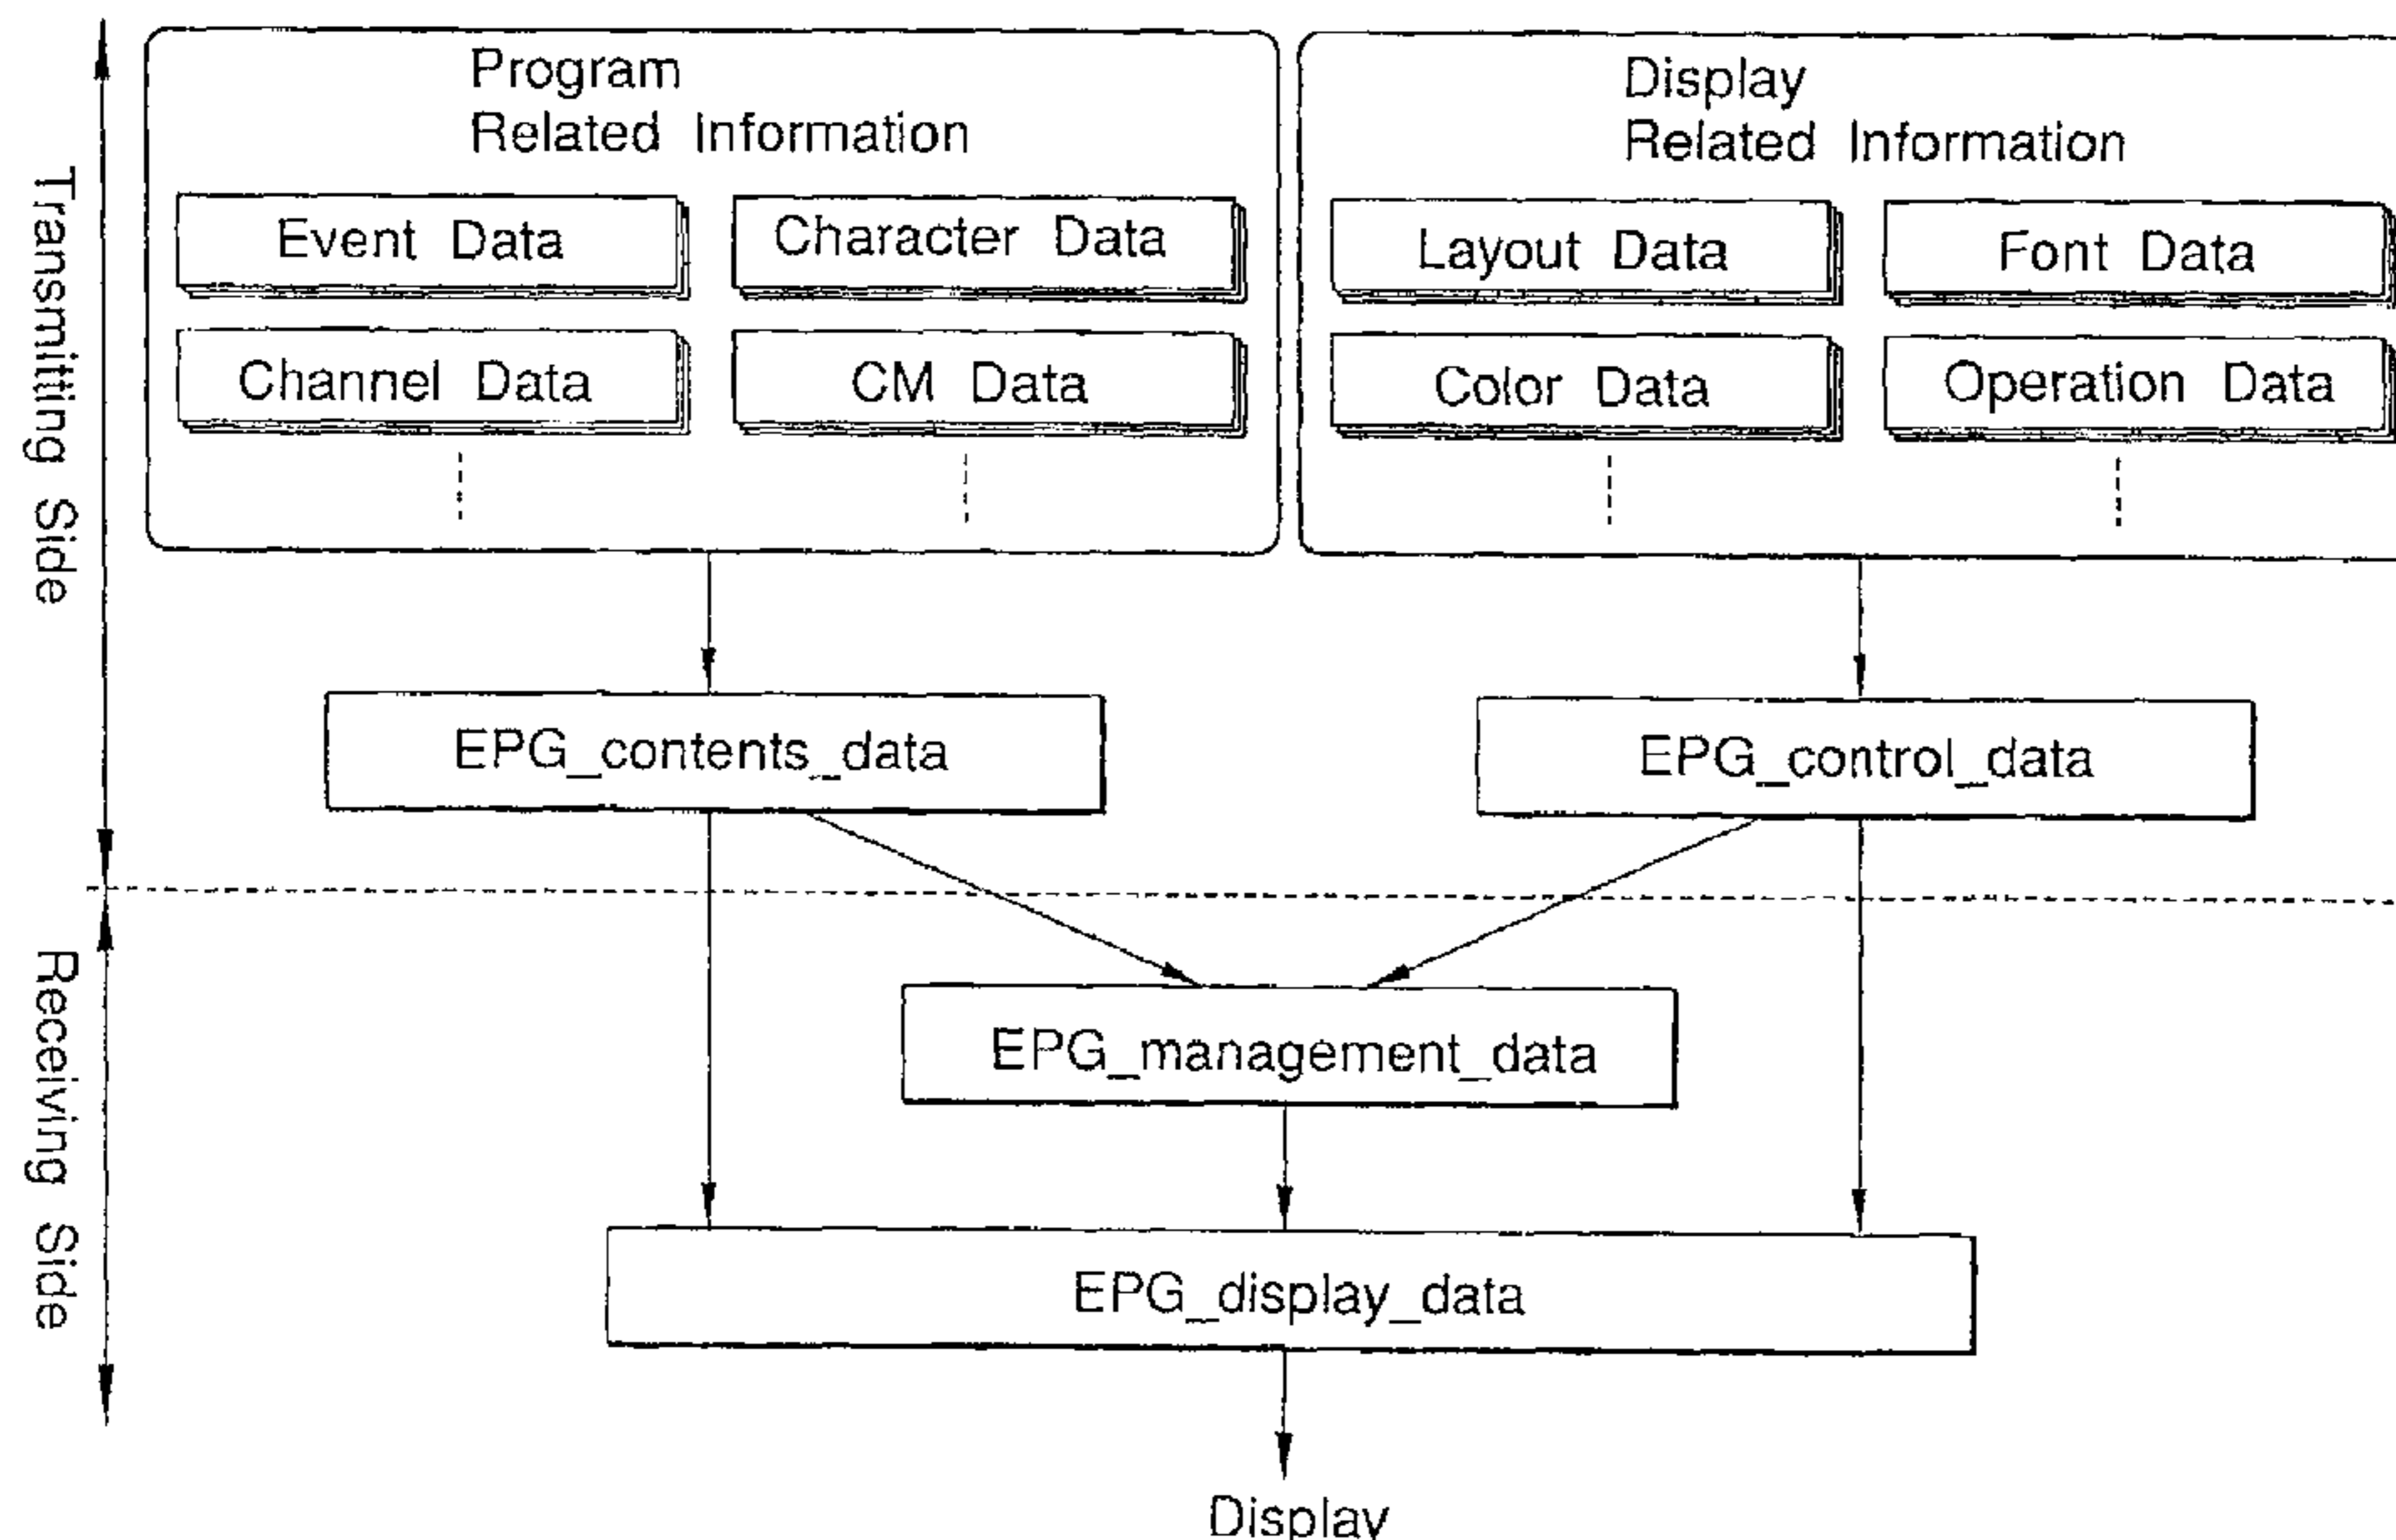 Transmitting Side
Program
Related Information
Event Data
Character Data
Channel Data
CM Data
Display
Related Information
Layout Data
Font Data
Color Data
Operation Data
EPG_contents_data
EPG_control_data
Receiving Side
EPG_management_data
EPG_display_data
Display